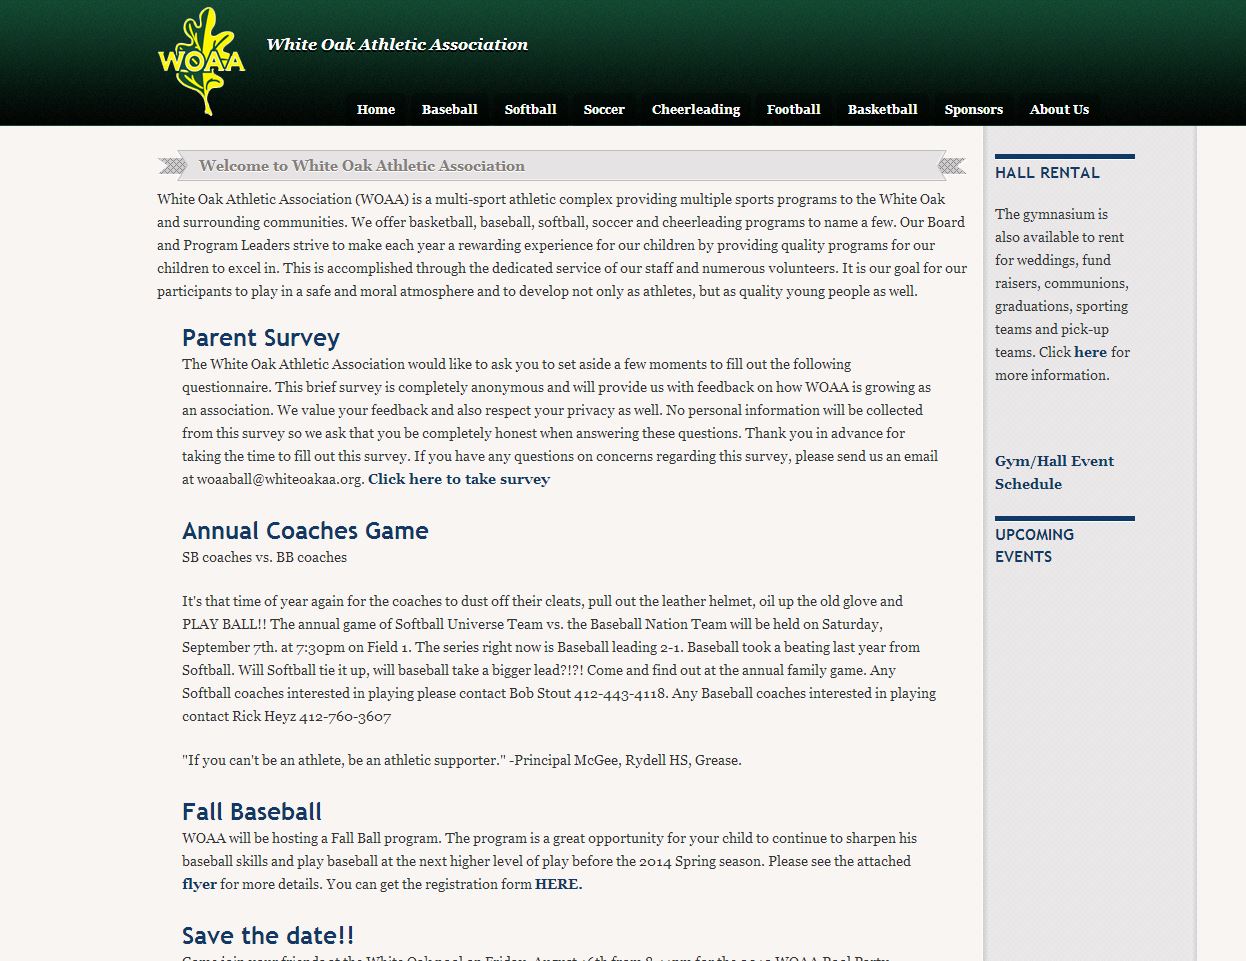 WOAA
White Oak Athletic Association
Home Baseball Softball Soccer Cheerleading Football Basketball Sponsors About Us
Welcome to White Oak Athletic Association
White Oak Athletic Association (WOAA) is a multi-sport athletic complex providing multiple sports programs to the White Oak
and surrounding communities. We offer basketball, baseball, softball, soccer and cheerleading programs to name a few. Our Board
and Program Leaders strive to make each year a rewarding experience for our children by providing quality programs for our
children to excel in. This is accomplished through the dedicated service of our staff and numerous volunteers. It is our goal for our
participants to play in a safe and moral atmosphere and to develop not only as athletes, but as quality young people as well.
Parent Survey
The White Oak Athletic Association would like to ask you to set aside a few moments to fill out the following
questionnaire. This brief survey is completely anonymous and will provide us with feedback on how WOAA is growing as
an association. We value your feedback and also respect your privacy as well. No personal information will be collected
from this survey so we ask that you be completely honest when answering these questions. Thank you in advance for
taking the time to fill out this survey. If you have any questions on concerns regarding this survey, please send us an email
at woaaball@whiteoakaa.org. Click here to take survey
Annual Coaches Game
SB coaches vs. BB coaches
It's that time of year again for the coaches to dust off their cleats, pull out the leather helmet, oil up the old glove and
PLAY BALL!! The annual game of Softball Universe Team vs. the Baseball Nation Team will be held on Saturday,
September 7th. at 7:30pm on Field 1. The series right now is Baseball leading 2-1. Baseball took a beating last year from
Softball. Will Softball tie it up, will baseball take a bigger lead?!?! Come and find out at the annual family game. Any
Softball coaches interested in playing please contact Bob Stout 412-443-4118. Any Baseball coaches interested in playing
contact Rick Heyz 412-760-3607
"If you can't be an athlete, be an athletic supporter." -Principal McGee, Rydell HS, Grease.
Fall Baseball
WOAA will be hosting a Fall Ball program. The program is a great opportunity for your child to continue to sharpen his
baseball skills and play baseball at the next higher level of play before the 2014 Spring season. Please see the attached
flyer for more details. You can get the registration form HERE.
Save the date!!
Come join your friends at the White Oak pool on Friday, August 16th from 8-11pm for the 2013 WOAA Pool Party.
HALL RENTAL
The gymnasium is
also available to rent
for weddings, fund
raisers, communions,
graduations, sporting
teams and pick-up
teams. Click here for
more information.
Gym/Hall Event
Schedule
UPCOMING
EVENTS